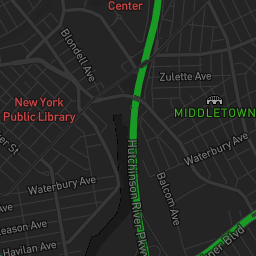 Center
Blondell Ave
Zulette Ave
New York
Public Library
MIDDLETOWN
Hutchinson River Pkwy
Waterbury Ave
Waterbury Ave
Balcom Ave
Havilan Ave